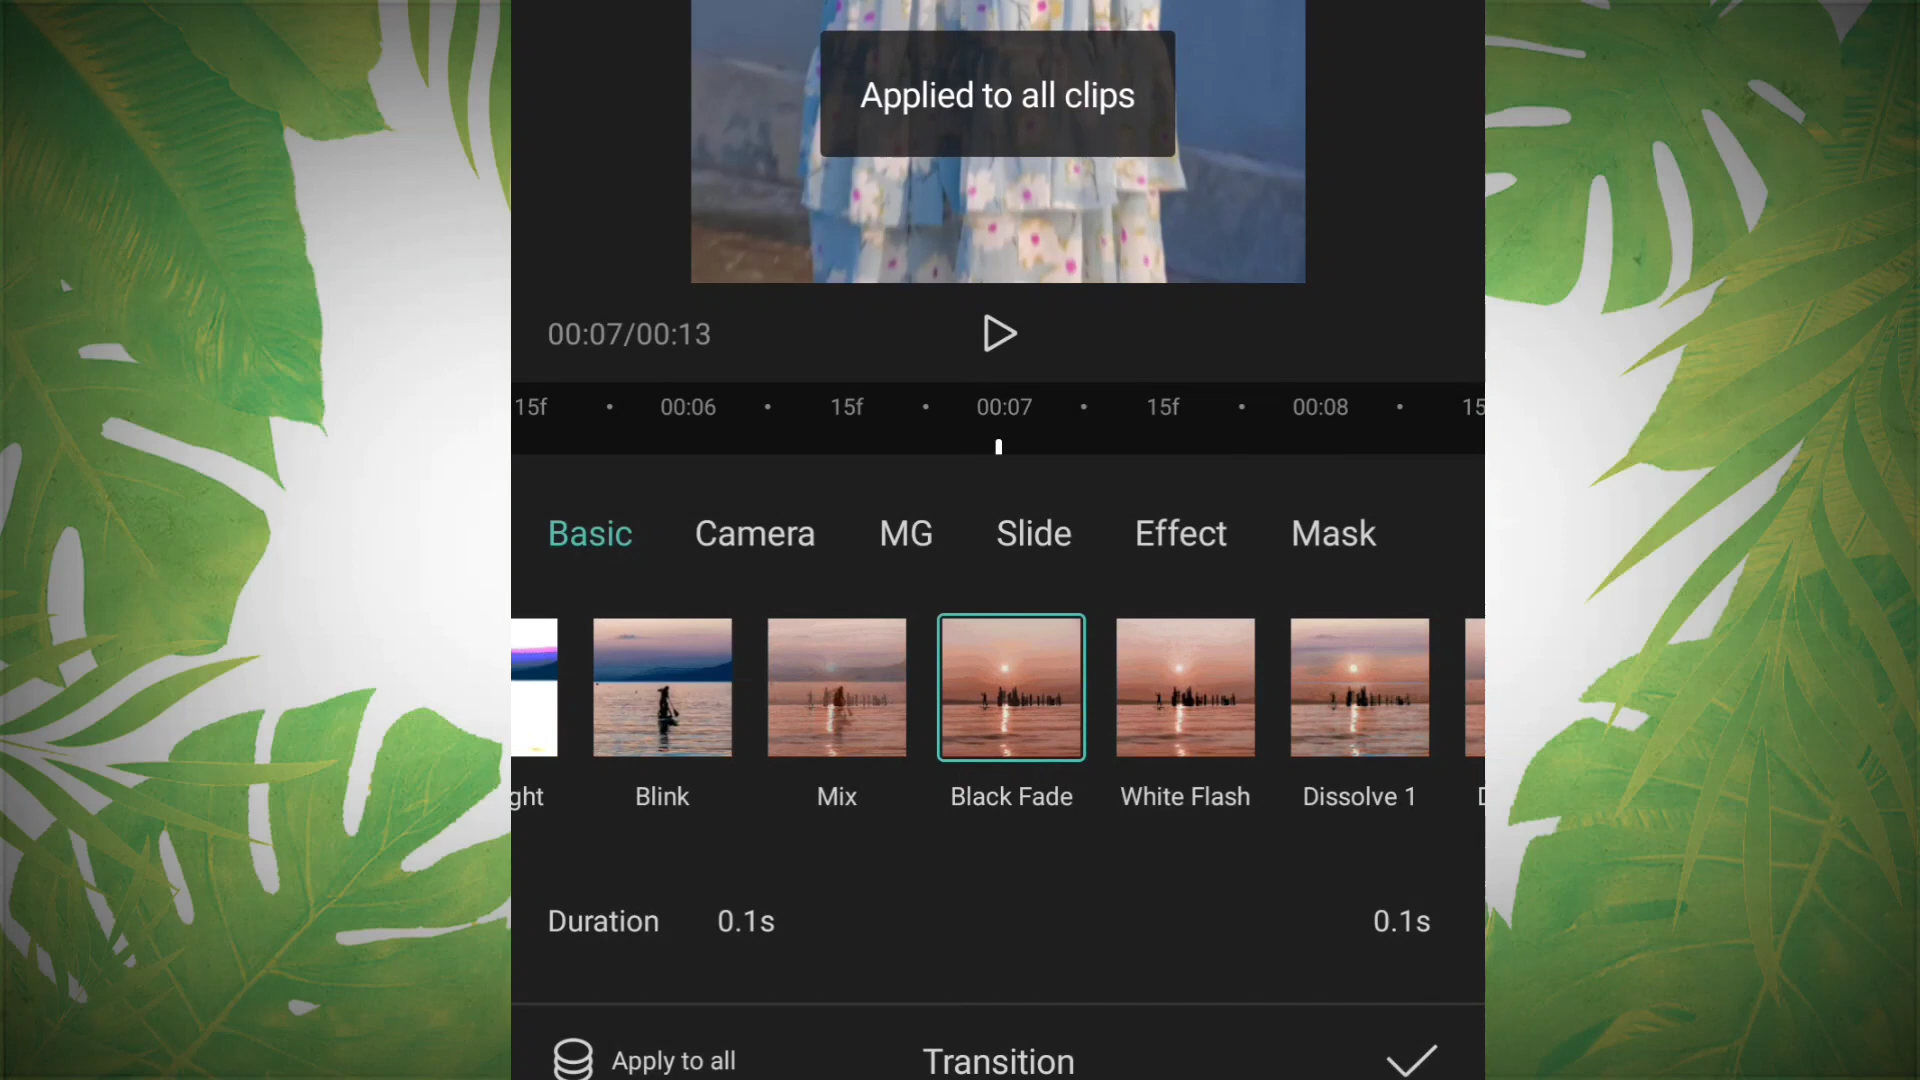 Applied to all clips
00:07/00:13
15f 00:06 15f 00:07 15f 00:08 15
Basic Camera MG Slide Effect Mask
ght Blink Mix Black Fade White Flash Dissolve 1
Duration 0.1s 0.1s
Apply to all Transition